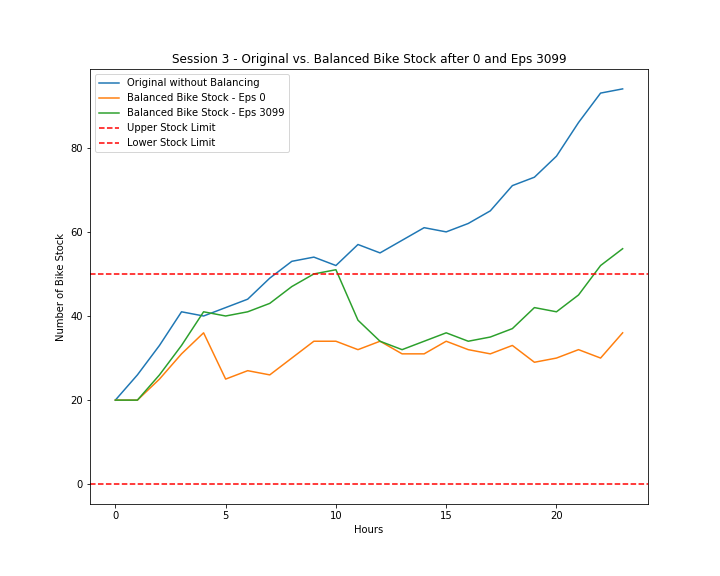 Session 3 - Original vs. Balanced Bike Stock after 0 and Eps 3099
Original without Balancing
Balanced Bike Stock - Eps 0
Balanced Bike Stock - Eps 3099
Upper Stock Limit
Lower Stock Limit
Number of Bike Stock
80
60
40
20
0
0 5 10 15 20
Hours